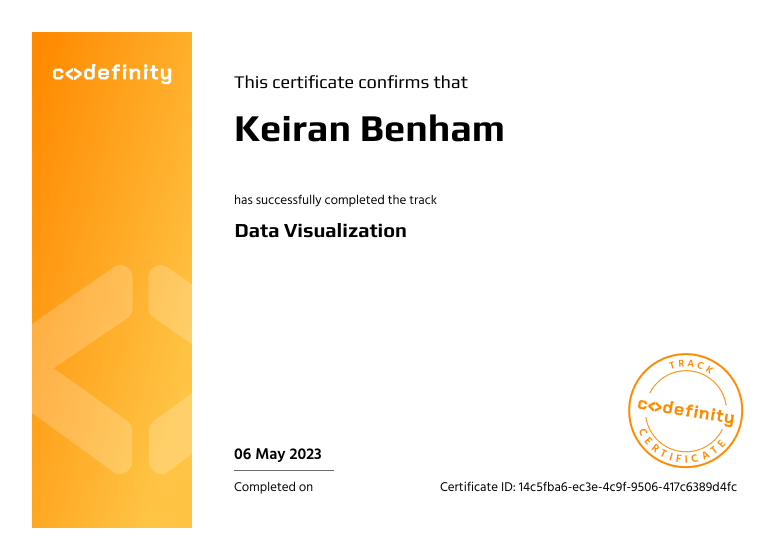 c<>definity
This certificate confirms that
Keiran Benham
has successfully completed the track
Data Visualization
TRACK
c<>definity
CERTIFICATE
06 May 2023
Completed on
Certificate ID: 14c5fba6-ec3e-4c9f-9506-417c6389d4fc